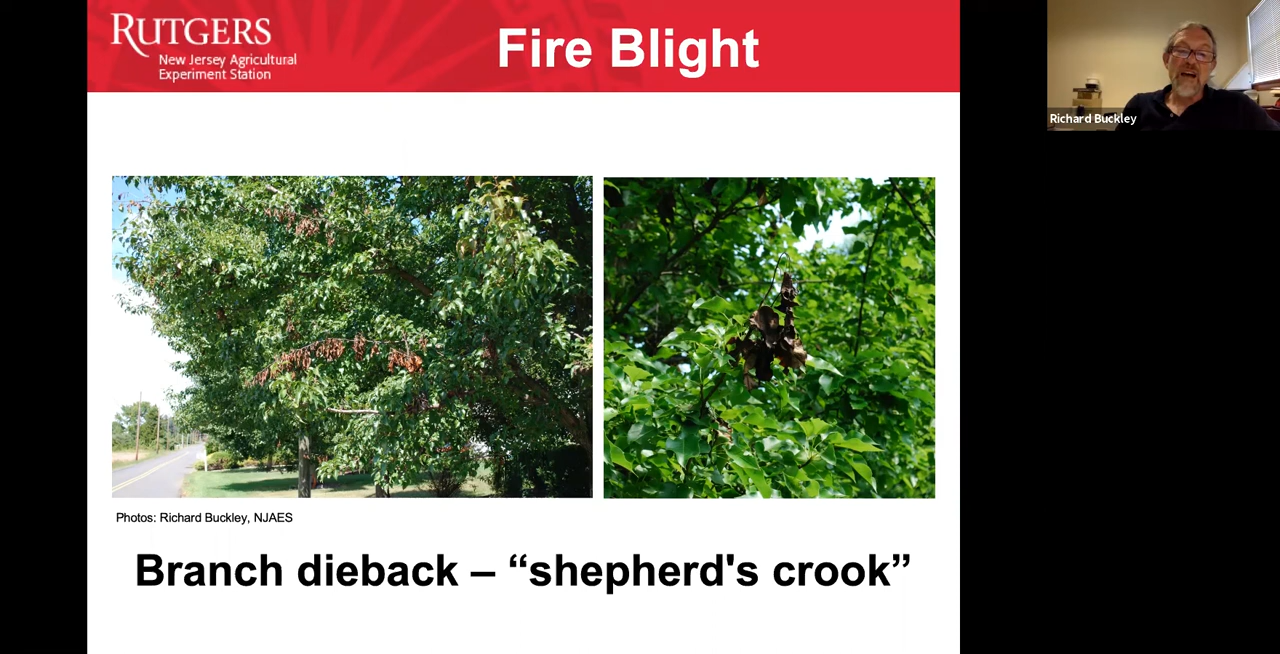 RUTGERS
New Jersey Agricultural
Experiment Station
Fire Blight
Richard Buckley
Photos: Richard Buckley, NJAES
Branch dieback – “shepherd's crook”